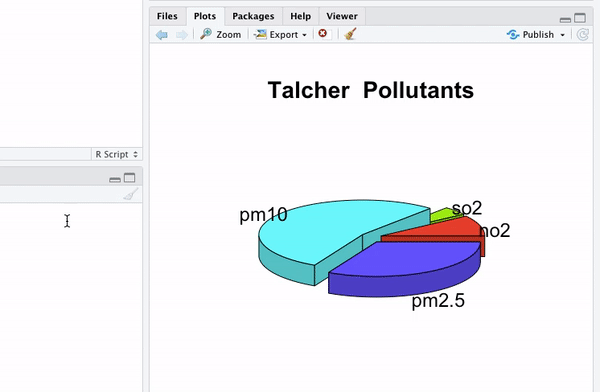 Files Plots Packages Help Viewer
Zoom Export Publish
R Script
Talcher Pollutants
pm10
so2
no2
pm2.5